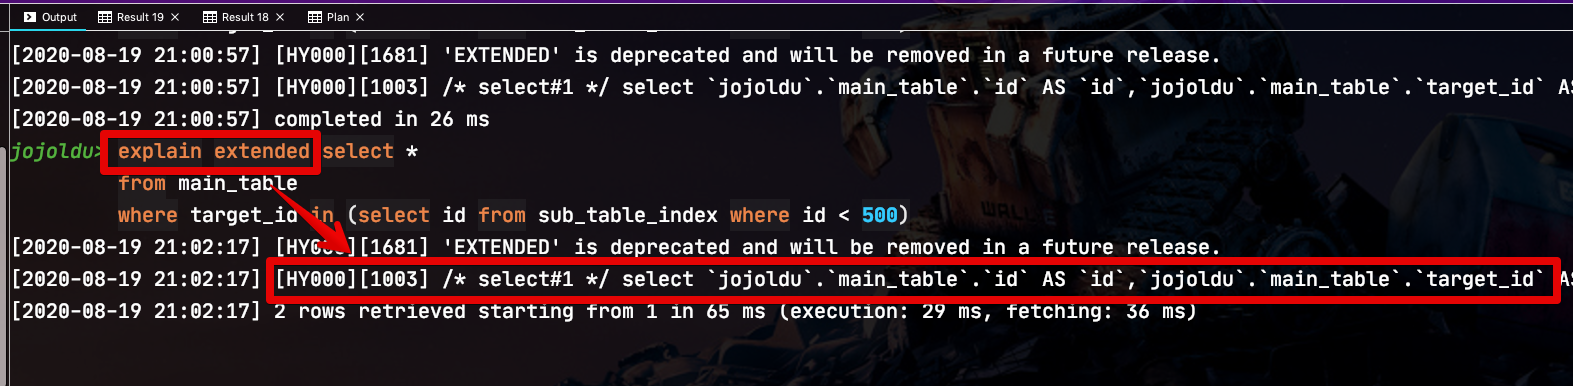 Output Result 19 × Result 18 × Plan ×
[2020-08-19 21:00:57] [HY000][1681] 'EXTENDED' is deprecated and will be removed in a future release.
[2020-08-19 21:00:57] [HY000][1003] /* select#1 */ select `jojoldu`.`main_table`.`id` AS `id`,`jojoldu`.`main_table`.`target_id` AS
[2020-08-19 21:00:57] completed in 26 ms
jojoldu> explain extended select *
from main_table
where target_id in (select id from sub_table_index where id < 500)
[2020-08-19 21:02:17] [HY000][1681] 'EXTENDED' is deprecated and will be removed in a future release.
[2020-08-19 21:02:17] [HY000][1003] /* select#1 */ select `jojoldu`.`main_table`.`id` AS `id`,`jojoldu`.`main_table`.`target_id` AS
[2020-08-19 21:02:17] 2 rows retrieved starting from 1 in 65 ms (execution: 29 ms, fetching: 36 ms)
WALL